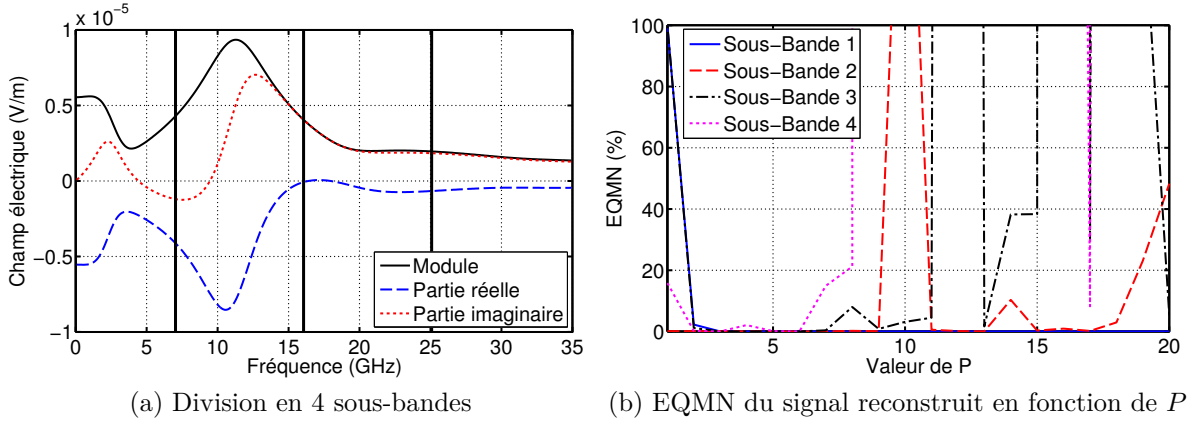 x 10⁻⁵
1
0.5
0
−0.5
−1
Champ électrique (V/m)
0 5 10 15 20 25 30 35
Fréquence (GHz)
Module
Partie réelle
Partie imaginaire
(a) Division en 4 sous-bandes
100
80
60
40
20
0
EQMN (%)
5 10 15 20
Valeur de P
Sous−Bande 1
Sous−Bande 2
Sous−Bande 3
Sous−Bande 4
(b) EQMN du signal reconstruit en fonction de P